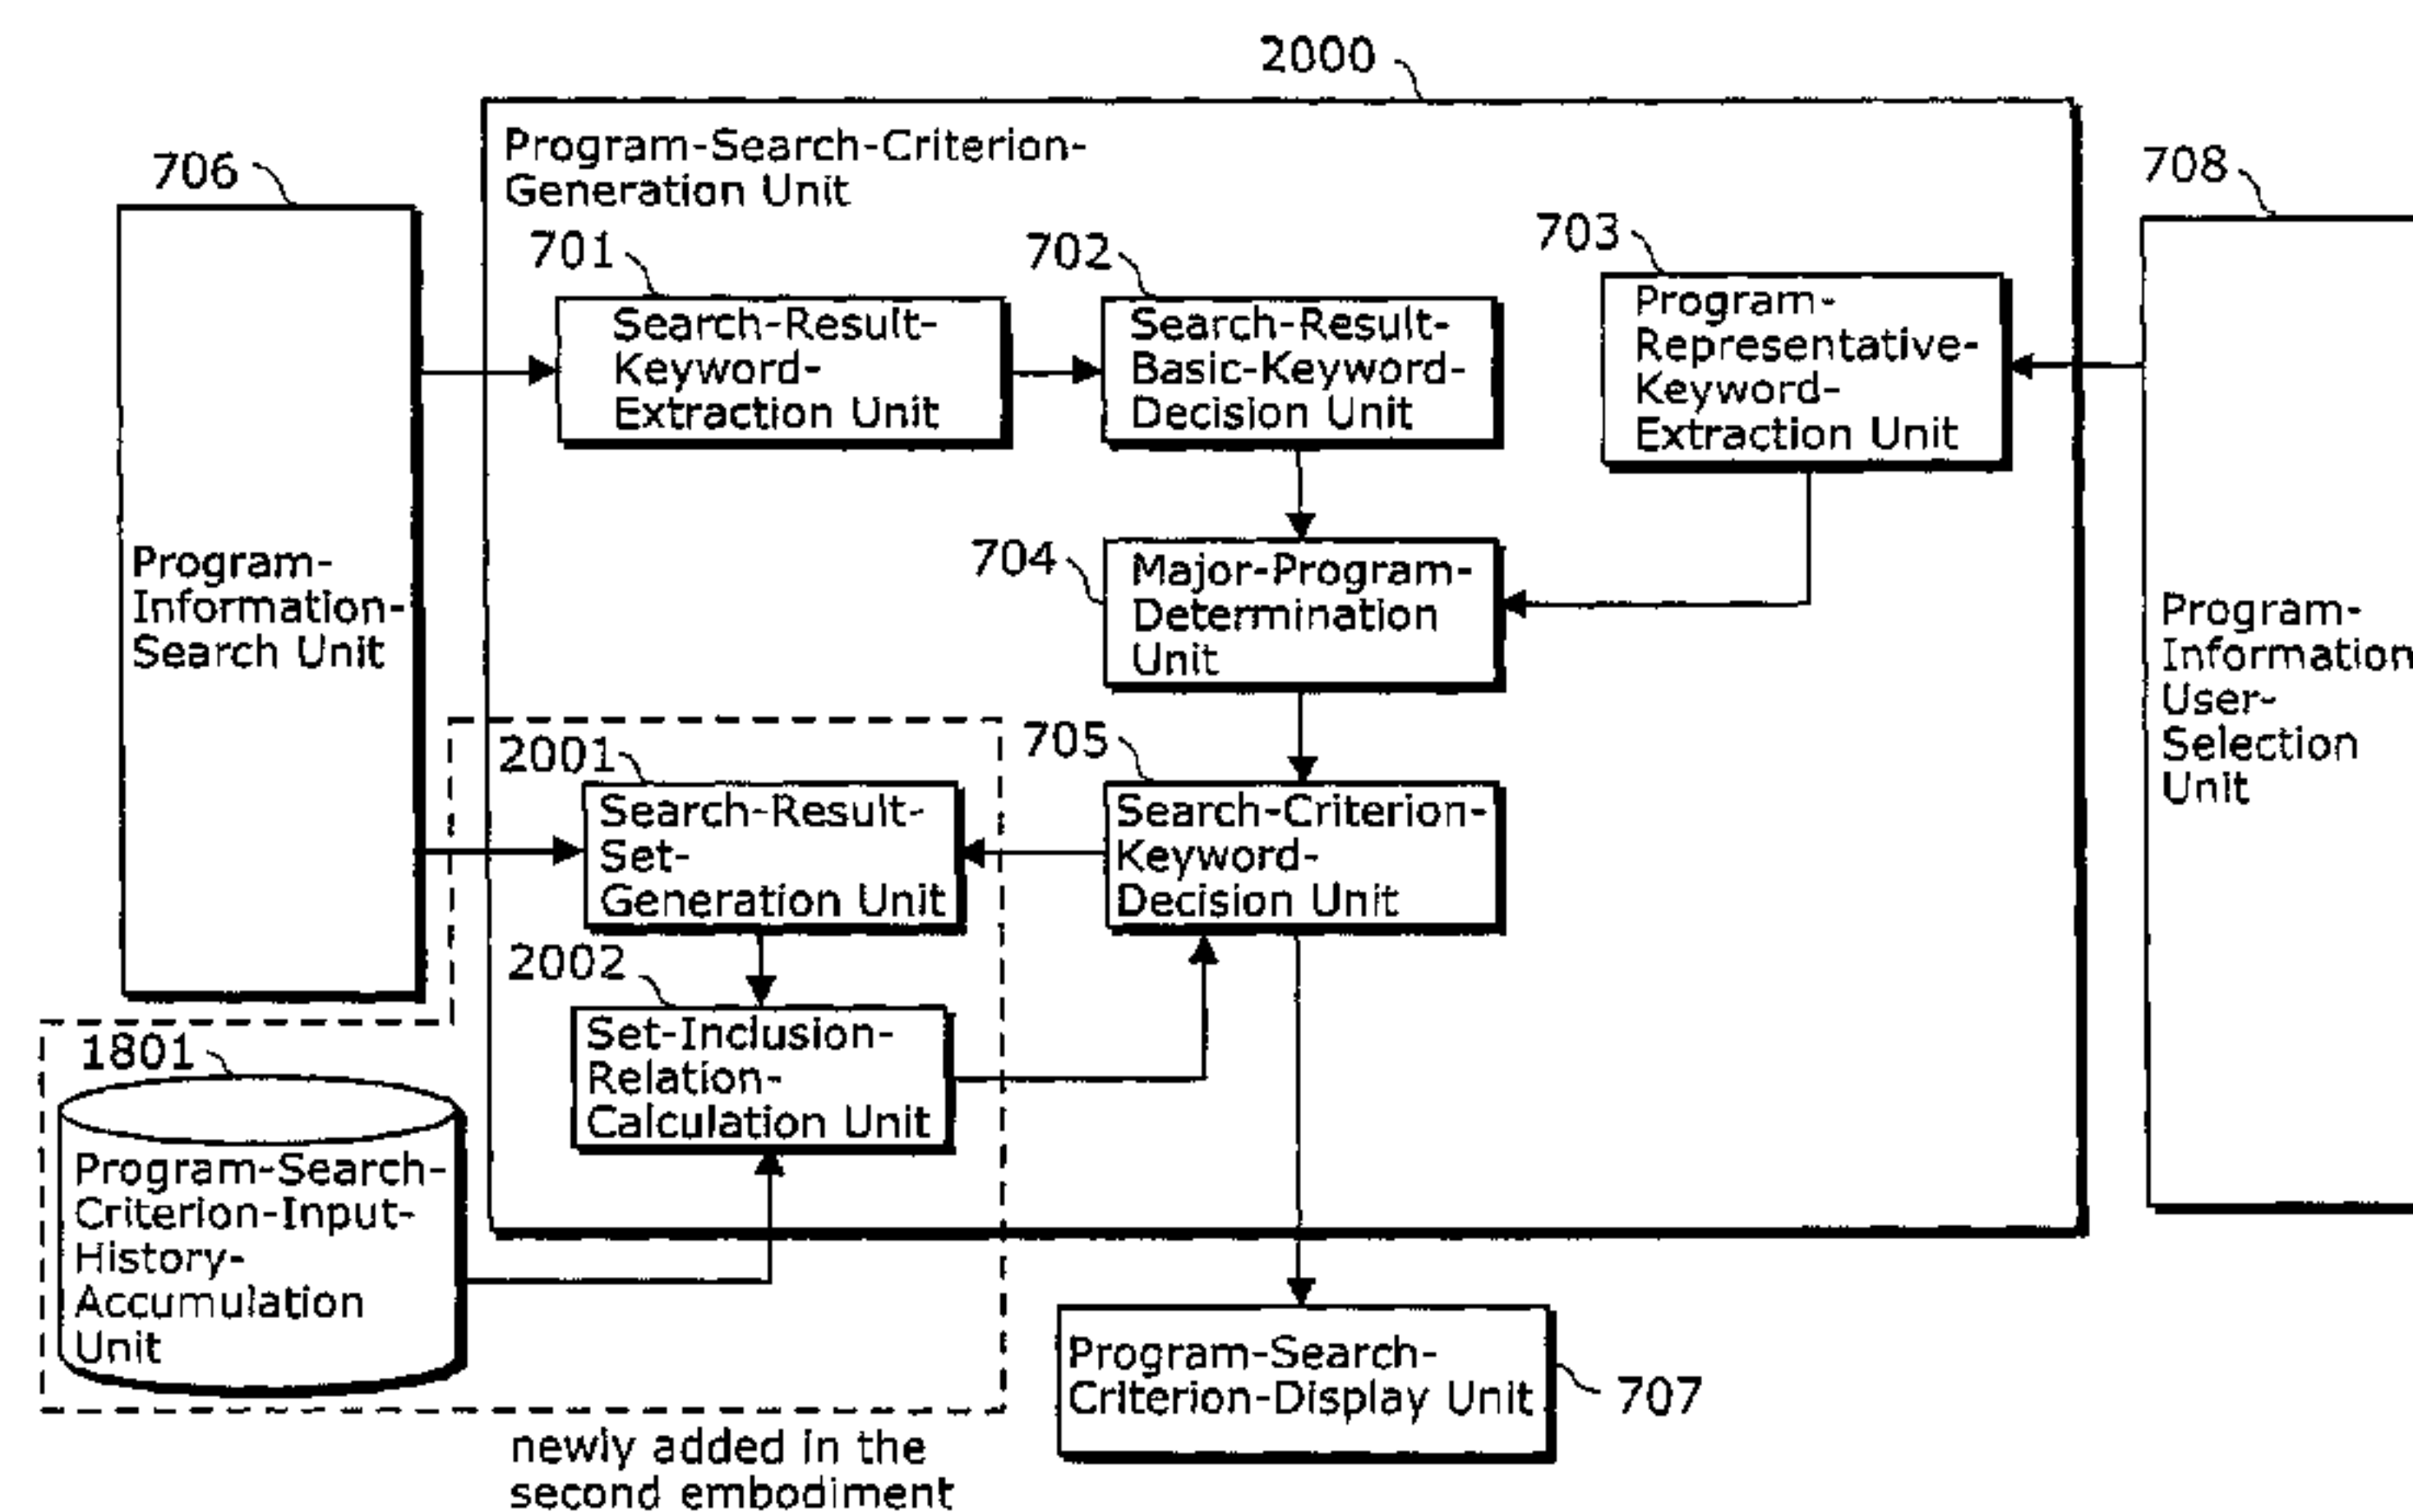 2000
Program-Search-Criterion-
Generation Unit
706
708
701
702
703
Search-Result-
Keyword-
Extraction Unit
Search-Result-
Basic-Keyword-
Decision Unit
Program-
Representative-
Keyword-
Extraction Unit
Program-
Information-
Search Unit
704
Major-Program-
Determination
Unit
Program-
Information
User-
Selection
Unit
2001
Search-Result-
Set-
Generation Unit
705
Search-Criterion-
Keyword-
Decision Unit
2002
Set-Inclusion-
Relation-
Calculation Unit
1801
Program-Search-
Criterion-Input-
History-
Accumulation
Unit
Program-Search-
Criterion-Display Unit
707
newly added in the
second embodiment